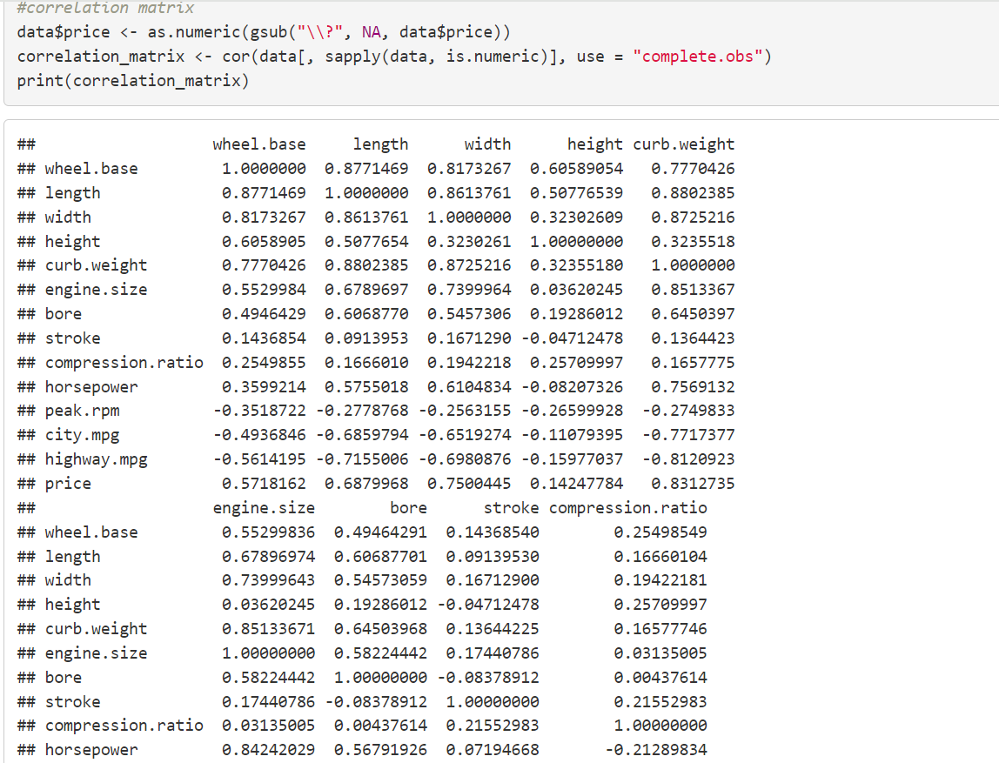 #correlation matrix
data$price <- as.numeric(gsub("\\?", NA, data$price))
correlation_matrix <- cor(data[, sapply(data, is.numeric)], use = "complete.obs")
print(correlation_matrix)
##                   wheel.base     length      width      height curb.weight
## wheel.base         1.0000000  0.8771469  0.8173267  0.60589054   0.7770426
## length             0.8771469  1.0000000  0.8613761  0.50776539   0.8802385
## width              0.8173267  0.8613761  1.0000000  0.32302609   0.8725216
## height             0.6058905  0.5077654  0.3230261  1.00000000   0.3235518
## curb.weight        0.7770426  0.8802385  0.8725216  0.32355180   1.0000000
## engine.size        0.5529984  0.6789697  0.7399964  0.03620245   0.8513367
## bore               0.4946429  0.6068770  0.5457306  0.19286012   0.6450397
## stroke             0.1436854  0.0913953  0.1671290 -0.04712478   0.1364423
## compression.ratio  0.2549855  0.1666010  0.1942218  0.25709997   0.1657775
## horsepower         0.3599214  0.5755018  0.6104834 -0.08207326   0.7569132
## peak.rpm          -0.3518722 -0.2778768 -0.2563155 -0.26599928  -0.2749833
## city.mpg          -0.4936846 -0.6859794 -0.6519274 -0.11079395  -0.7717377
## highway.mpg       -0.5614195 -0.7155006 -0.6980876 -0.15977037  -0.8120923
## price              0.5718162  0.6879968  0.7500445  0.14247784   0.8312735
##                   engine.size        bore      stroke compression.ratio
## wheel.base         0.55299836  0.49464291  0.14368540        0.25498549
## length             0.67896974  0.60687701  0.09139530        0.16660104
## width              0.73999643  0.54573059  0.16712900        0.19422181
## height             0.03620245  0.19286012 -0.04712478        0.25709997
## curb.weight        0.85133671  0.64503968  0.13644225        0.16577746
## engine.size        1.00000000  0.58224442  0.17440786        0.03135005
## bore               0.58224442  1.00000000 -0.08378912        0.00437614
## stroke             0.17440786 -0.08378912  1.00000000        0.21552983
## compression.ratio  0.03135005  0.00437614  0.21552983        1.00000000
## horsepower         0.84242029  0.56791926  0.07194668       -0.21289834